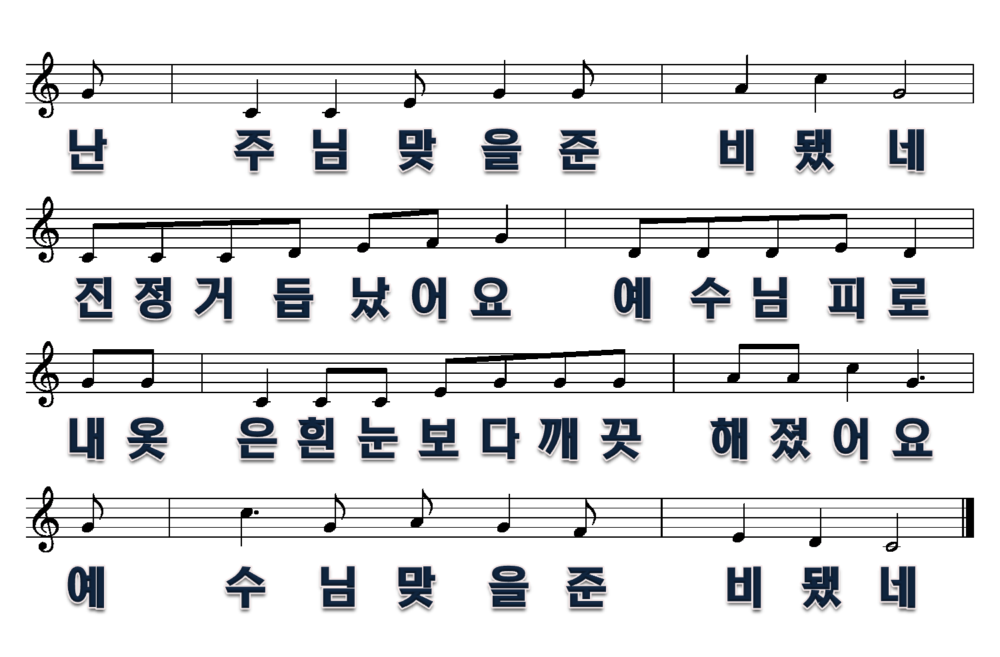 난 주 님 맞 을 준 비 됐 네
진 정 거 듭 났 어 요 예 수 님 피 로
내 옷 은 흰 눈 보 다 깨 끗 해 졌 어 요
예 수 님 맞 을 준 비 됐 네